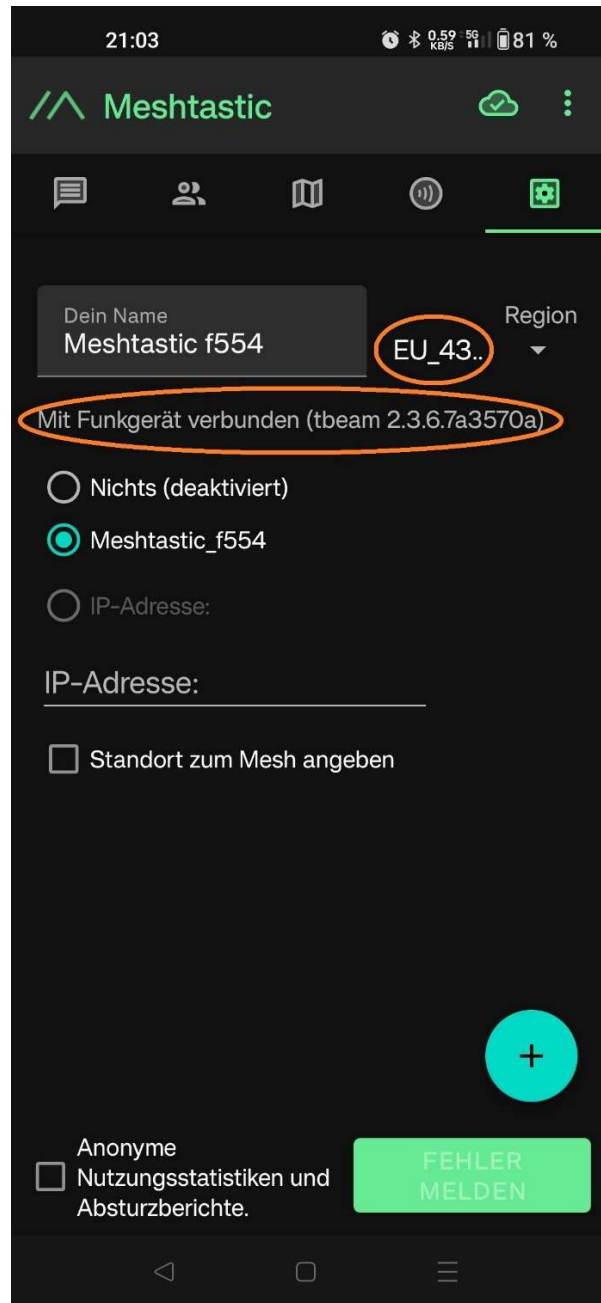 21:03
0.59 KB/S 5G 81 %
Meshtastic
Dein Name
Meshtastic f554
EU_43..
Region
Mit Funkgerät verbunden (tbeam 2.3.6.7a3570a)
Nichts (deaktiviert)
Meshtastic_f554
IP-Adresse:
IP-Adresse:
Standort zum Mesh angeben
+
Anonyme
Nutzungsstatistiken und
Absturzberichte.
FEHLER
MELDEN